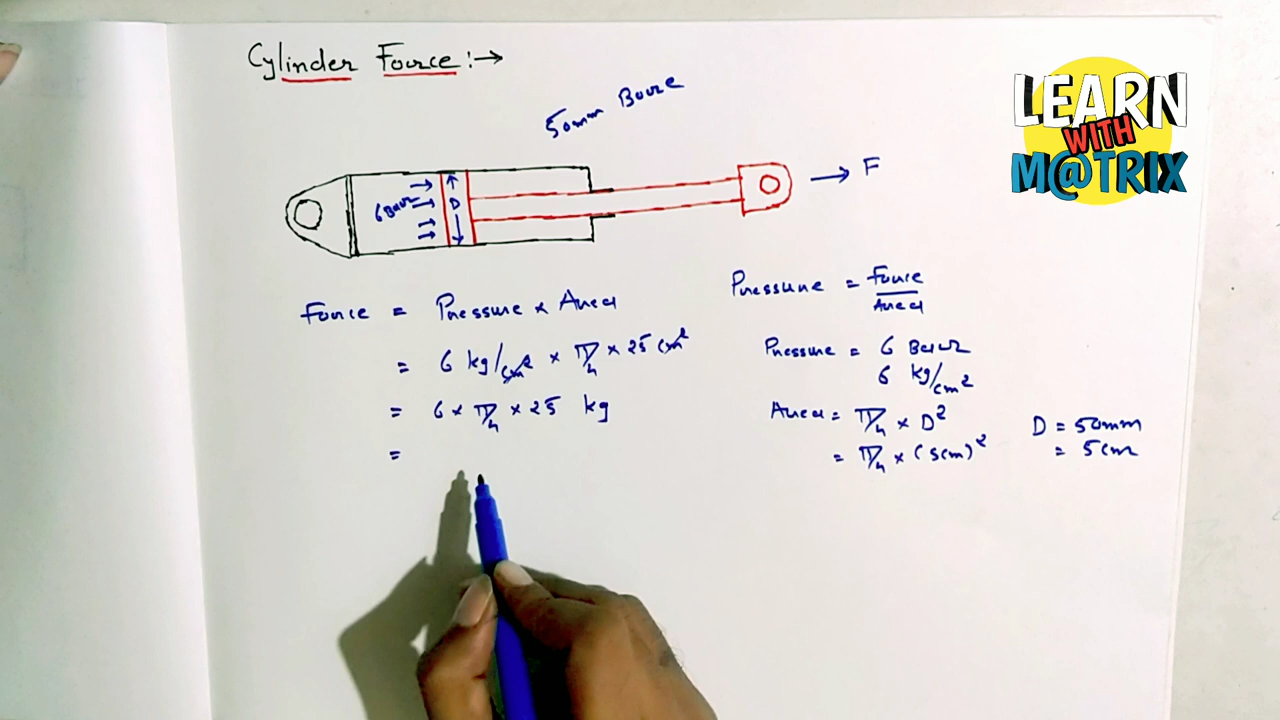 Cylinder Force :→
50mm Bore
LEARN
WITH
M@TRIX
→ F
6 Bar
D
Force = Pressure × Area
= 6 kg/cm² × π/4 × 25 cm²
= 6 × π/4 × 25 kg
=
Pressure = Force/Area
Pressure = 6 Bar
6 kg/cm²
Area = π/4 × D²
= π/4 × (5cm)²
D = 50mm
= 5cm